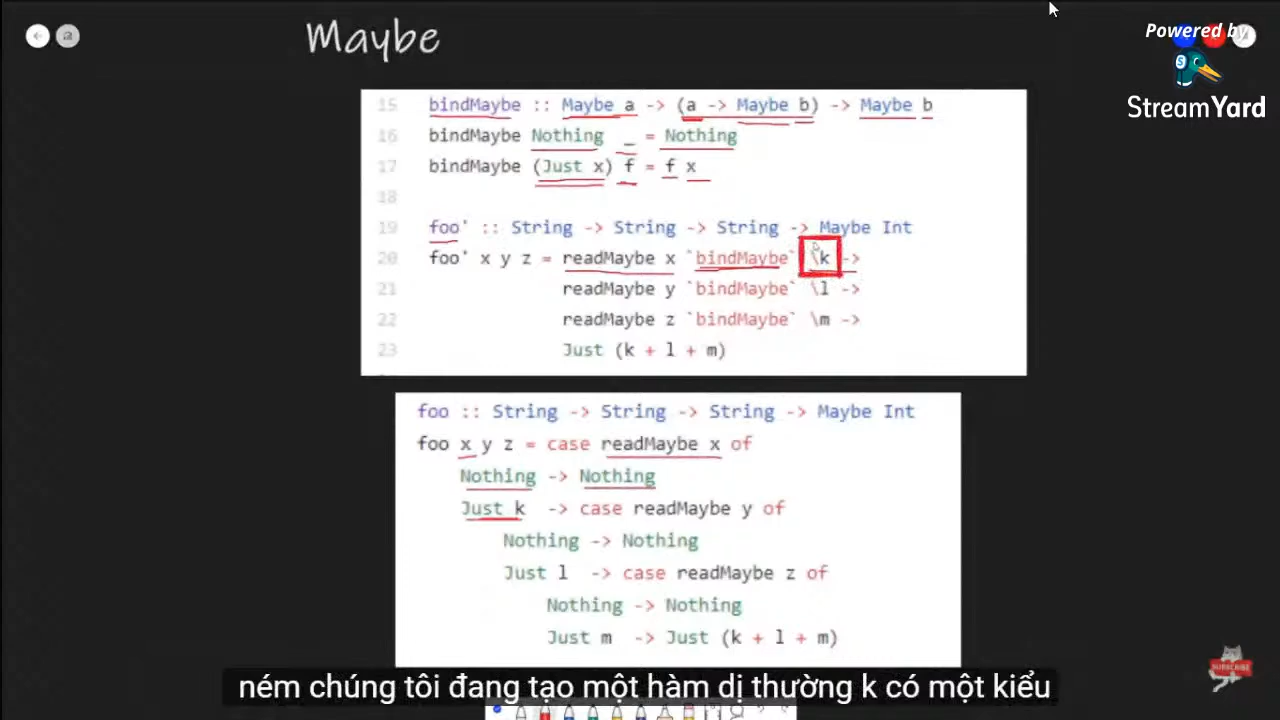 Maybe
Powered by
StreamYard
15 bindMaybe :: Maybe a -> (a -> Maybe b) -> Maybe b
16 bindMaybe Nothing _ = Nothing
17 bindMaybe (Just x) f = f x
18
19 foo' :: String -> String -> String -> Maybe Int
20 foo' x y z = readMaybe x `bindMaybe` \k ->
21 readMaybe y `bindMaybe` \l ->
22 readMaybe z `bindMaybe` \m ->
23 Just (k + l + m)
foo :: String -> String -> String -> Maybe Int
foo x y z = case readMaybe x of
Nothing -> Nothing
Just k -> case readMaybe y of
Nothing -> Nothing
Just l -> case readMaybe z of
Nothing -> Nothing
Just m -> Just (k + l + m)
SUBSCRIBE
ném chúng tôi đang tạo một hàm dị thường k có một kiểu